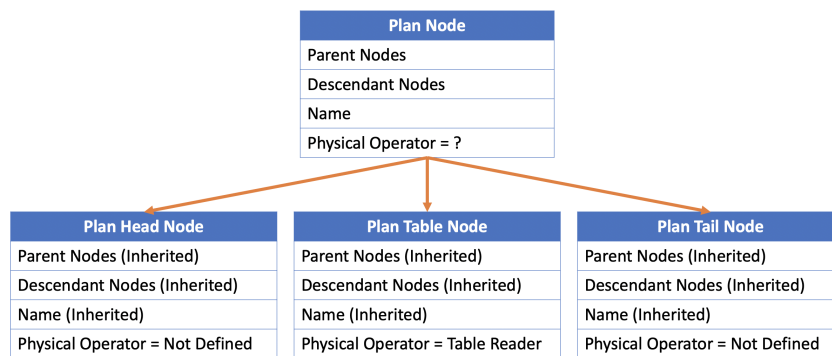 Plan Node
Parent Nodes
Descendant Nodes
Name
Physical Operator = ?
Plan Head Node
Parent Nodes (Inherited)
Descendant Nodes (Inherited)
Name (Inherited)
Physical Operator = Not Defined
Plan Table Node
Parent Nodes (Inherited)
Descendant Nodes (Inherited)
Name (Inherited)
Physical Operator = Table Reader
Plan Tail Node
Parent Nodes (Inherited)
Descendant Nodes (Inherited)
Name (Inherited)
Physical Operator = Not Defined